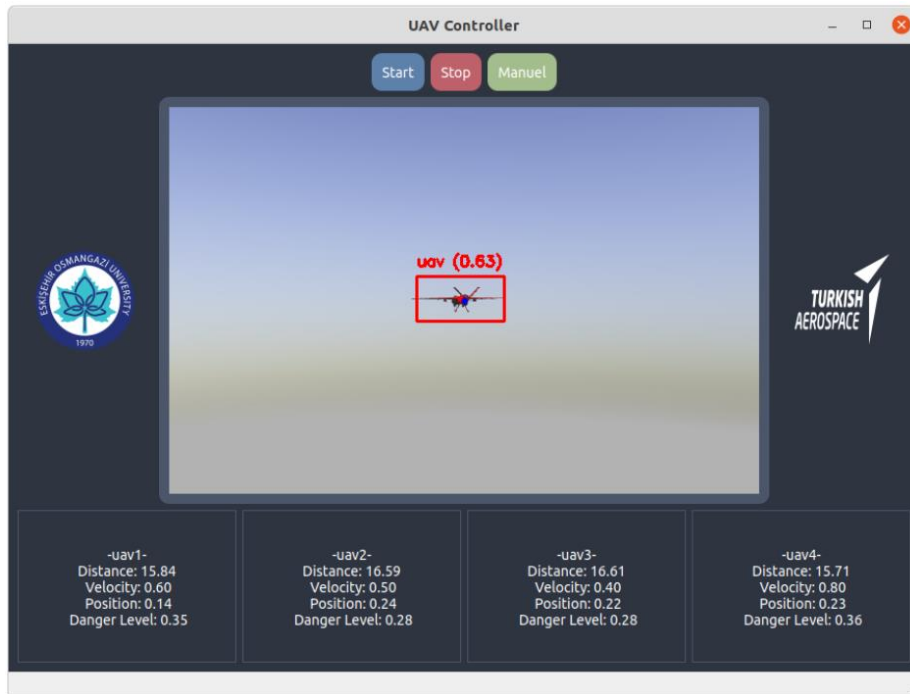 UAV Controller
Start
Stop
Manuel
uav (0.63)
ESKİŞEHİR OSMANGAZI UNIVERSITY
1970
TURKISH
AEROSPACE
-uav1-
Distance: 15.84
Velocity: 0.60
Position: 0.14
Danger Level: 0.35
-uav2-
Distance: 16.59
Velocity: 0.50
Position: 0.24
Danger Level: 0.28
-uav3-
Distance: 16.61
Velocity: 0.40
Position: 0.22
Danger Level: 0.28
-uav4-
Distance: 15.71
Velocity: 0.80
Position: 0.23
Danger Level: 0.36